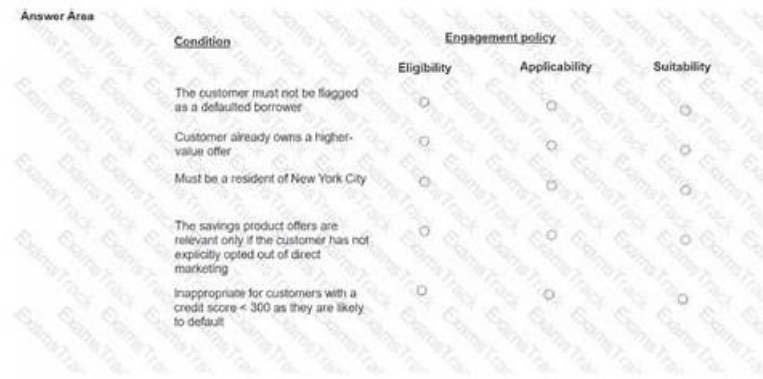 Answer Area
Condition
Engagement policy
Eligibility
Applicability
Suitability
The customer must not be flagged
as a defaulted borrower
Customer already owns a higher-
value offer
Must be a resident of New York City
The savings product offers are
relevant only if the customer has not
explicitly opted out of direct
marketing
Inappropriate for customers with a
credit score < 300 as they are likely
to default
ExamsTrack